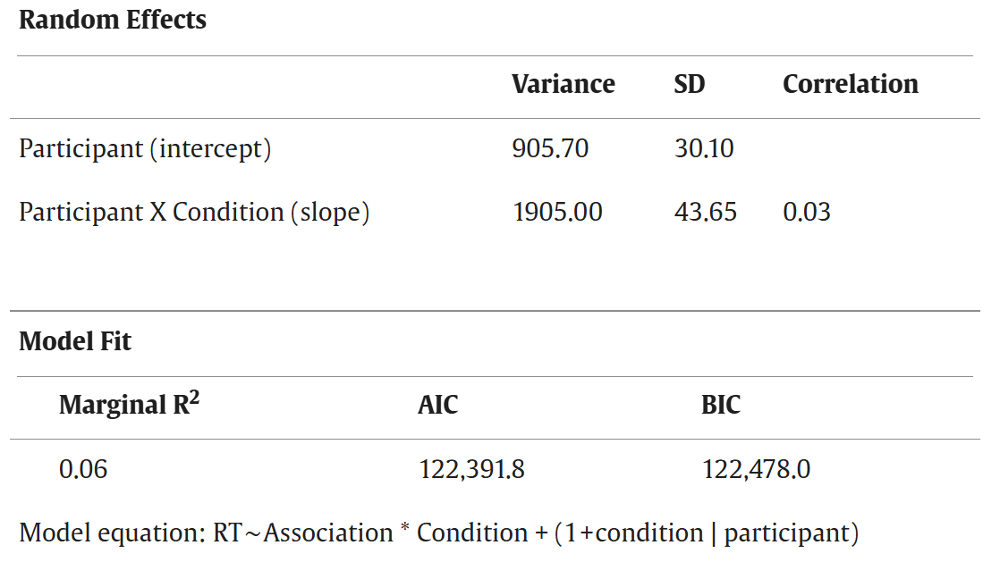 Random Effects
Variance SD Correlation
Participant (intercept) 905.70 30.10
Participant X Condition (slope) 1905.00 43.65 0.03
Model Fit
Marginal R² AIC BIC
0.06 122,391.8 122,478.0
Model equation: RT~Association * Condition + (1+condition | participant)